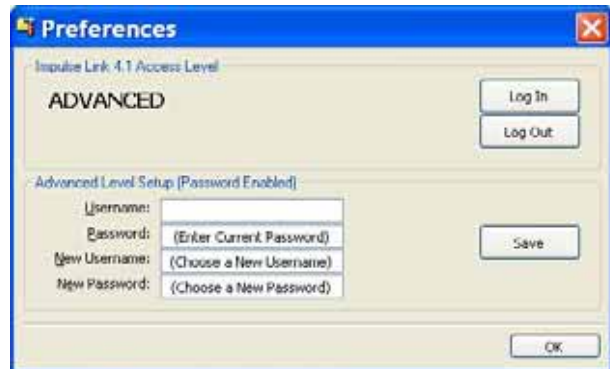 Preferences
Impulse Link 4.1 Access Level
ADVANCED
Log In
Log Out
Advanced Level Setup (Password Enabled)
Username:
Password: (Enter Current Password)
New Username: (Choose a New Username)
New Password: (Choose a New Password)
Save
OK